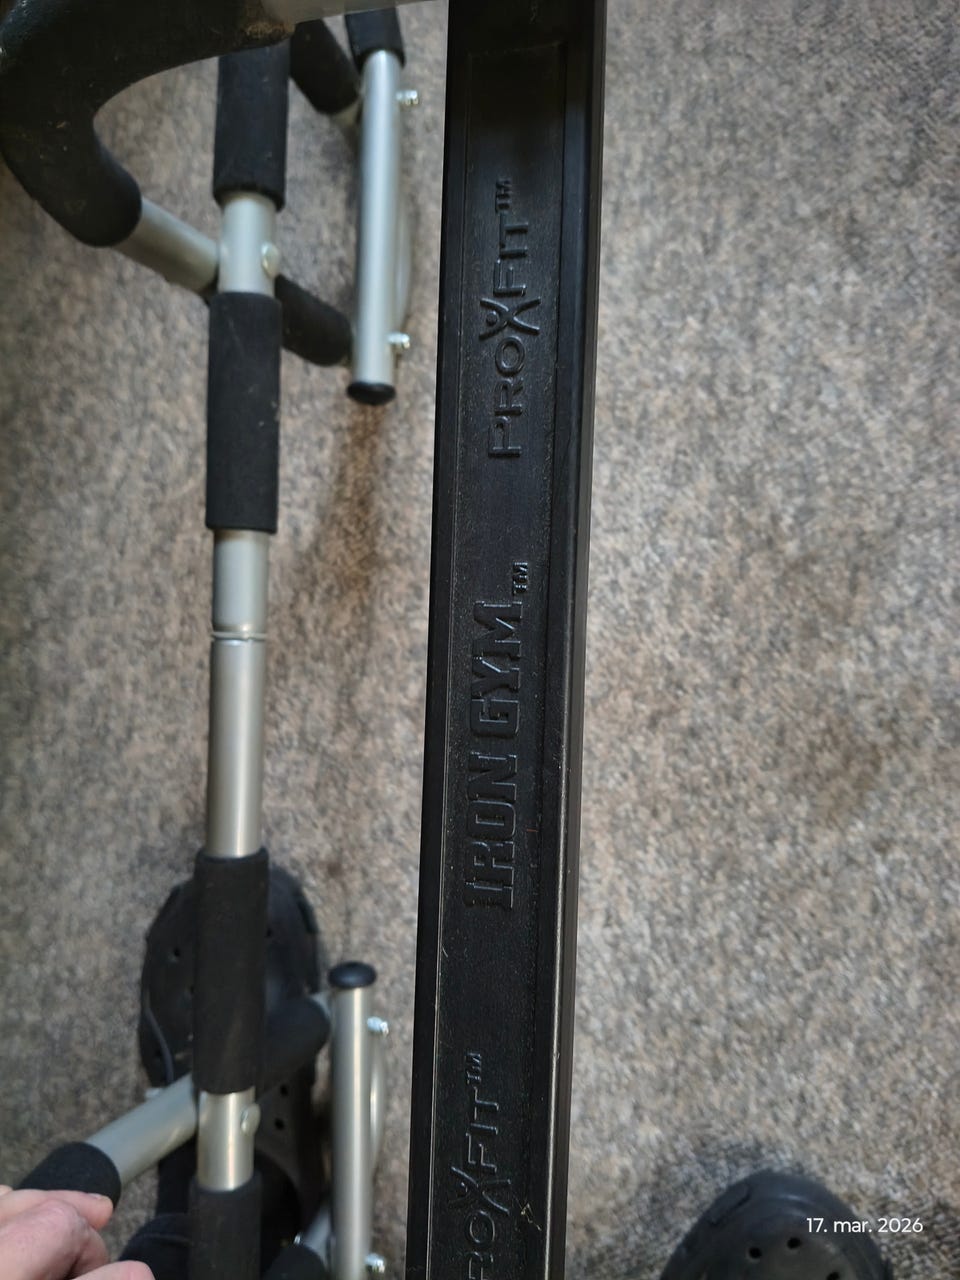 PROXFIT™
IRON GYM™
PROXFIT™
17. mar. 2026